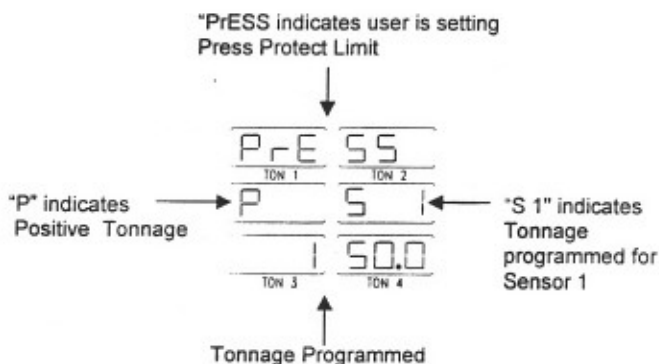 "PrESS indicates user is setting
Press Protect Limit
PrE SS
TON 1 TON 2
"P" indicates
Positive Tonnage
P S 1
"S 1" indicates
Tonnage
programmed for
Sensor 1
1 50.0
TON 3 TON 4
Tonnage Programmed